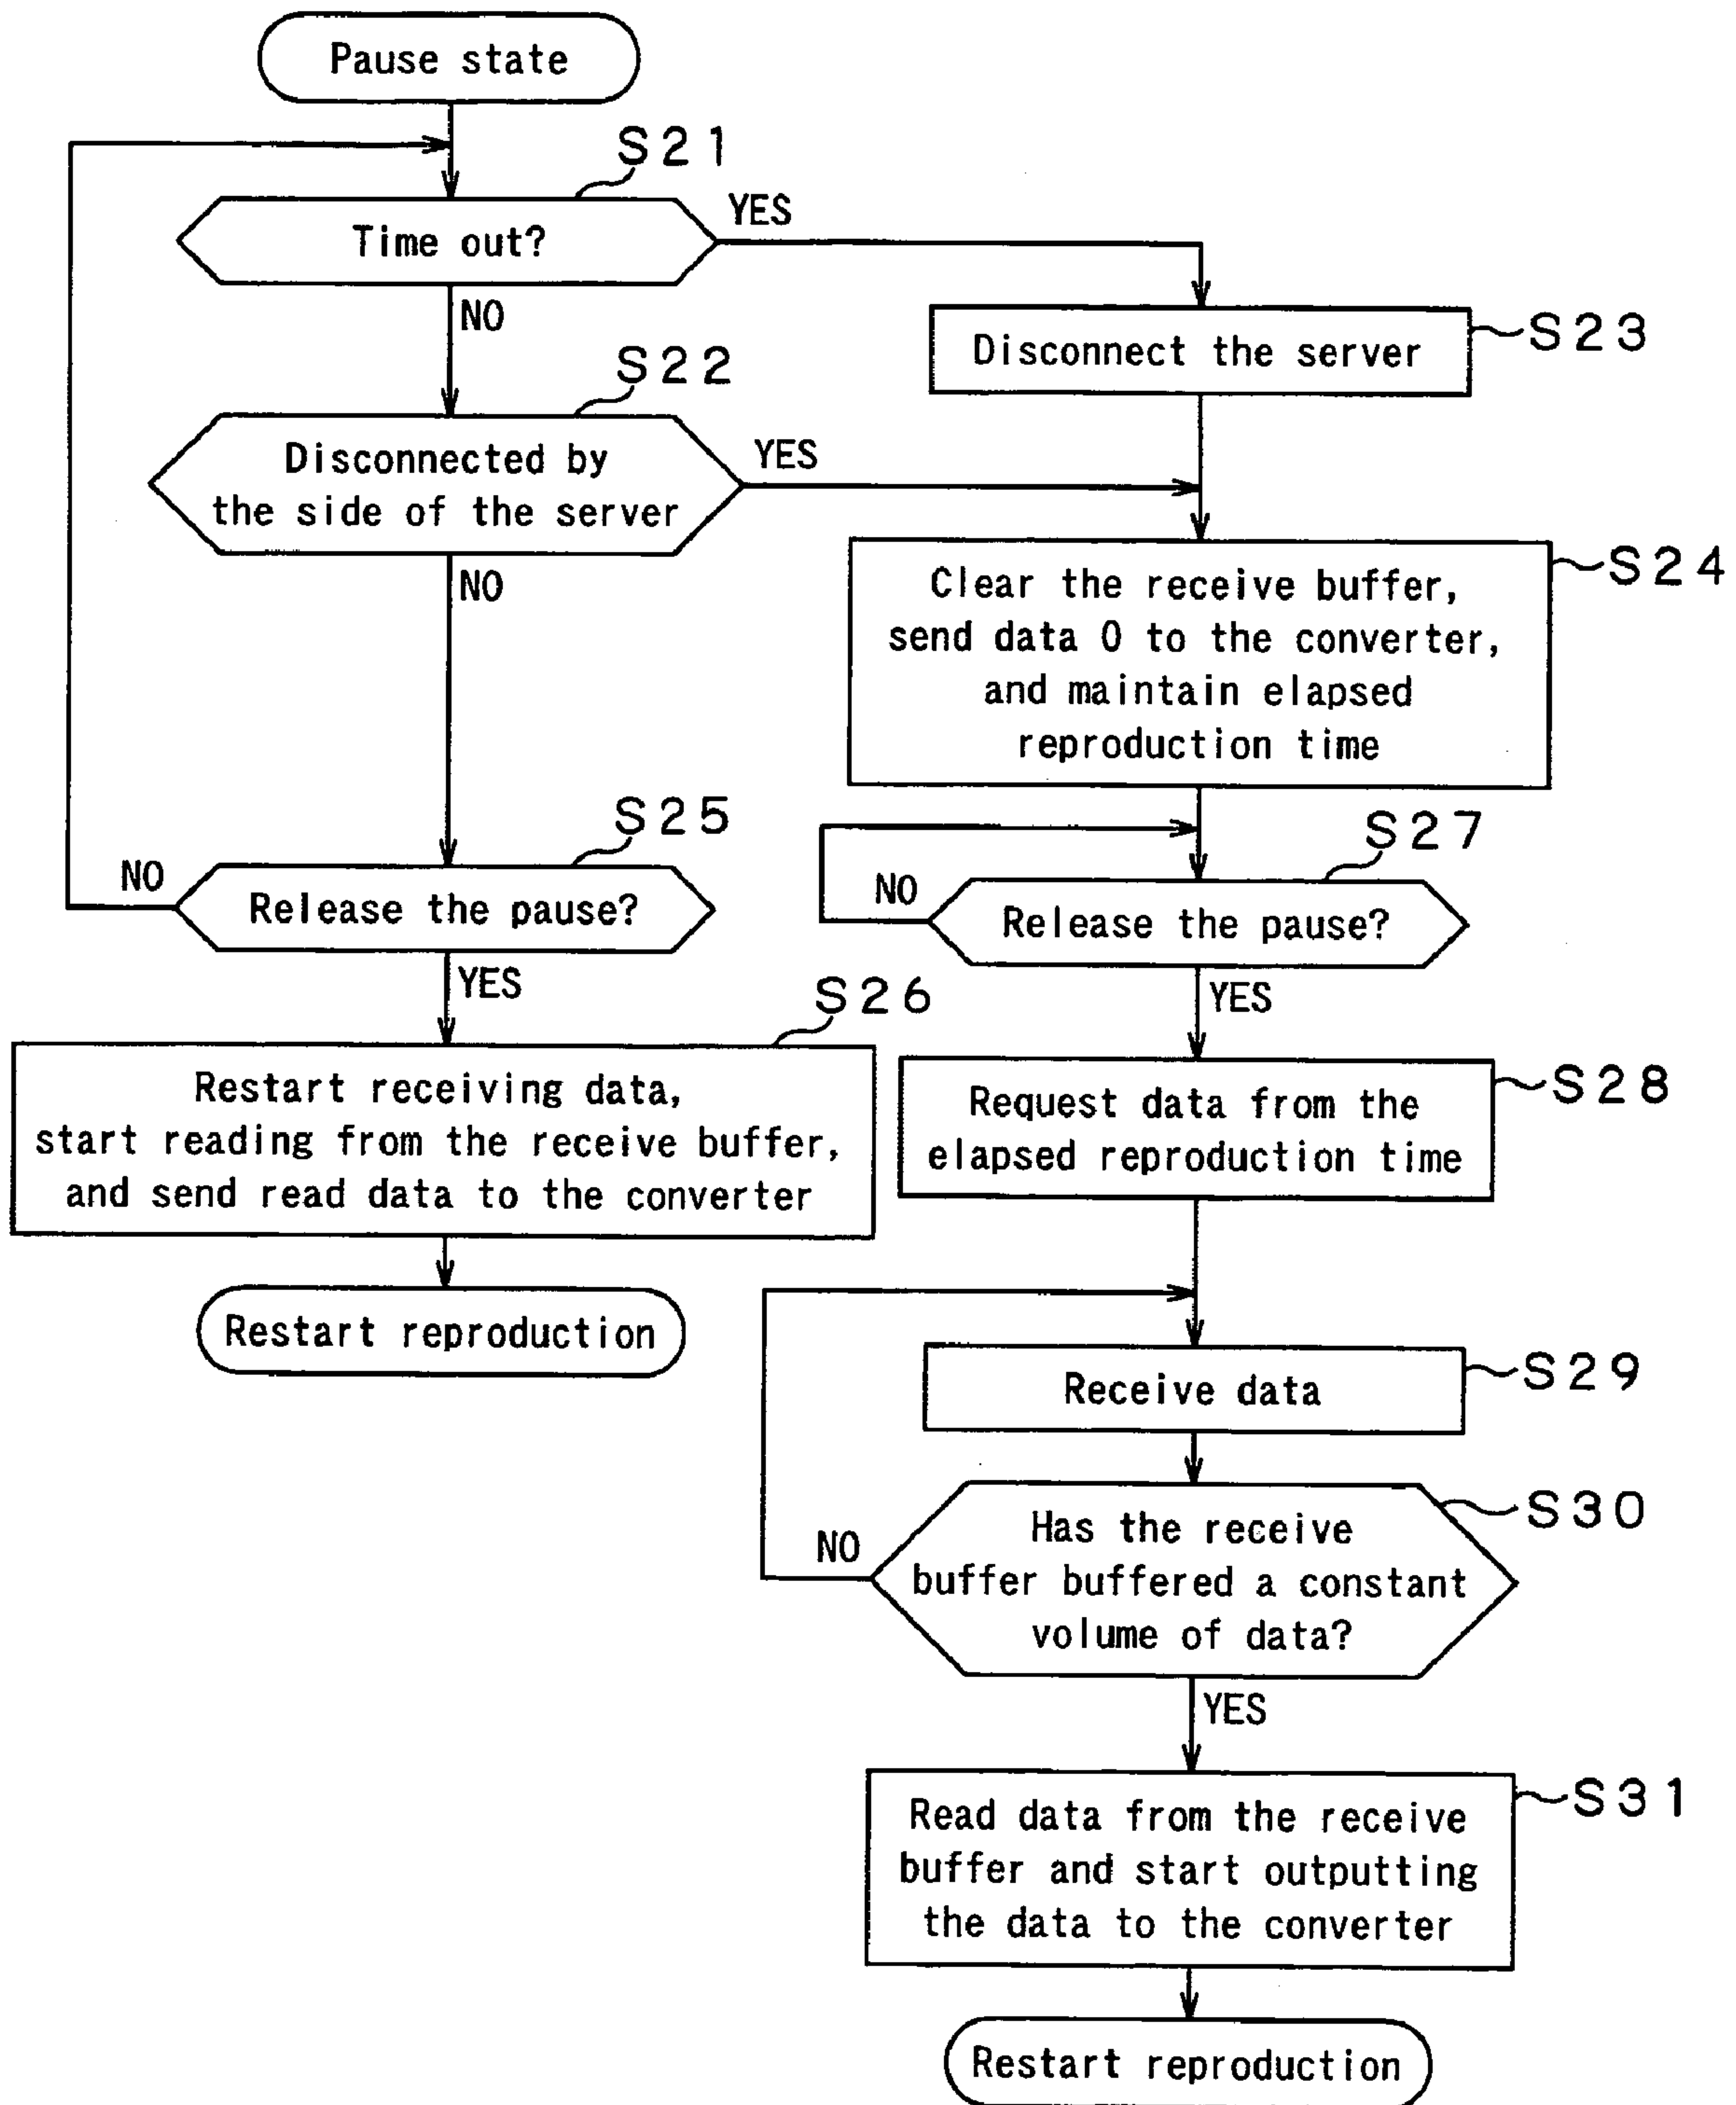 Pause state
S21
Time out?
YES
NO
Disconnect the server
S23
S22
Disconnected by
the side of the server
YES
NO
Clear the receive buffer,
send data 0 to the converter,
and maintain elapsed
reproduction time
S24
S25
NO
Release the pause?
YES
S27
NO
Release the pause?
YES
S26
Restart receiving data,
start reading from the receive buffer,
and send read data to the converter
Restart reproduction
Request data from the
elapsed reproduction time
S28
Receive data
S29
Has the receive
buffer buffered a constant
volume of data?
S30
NO
YES
Read data from the receive
buffer and start outputting
the data to the converter
S31
Restart reproduction